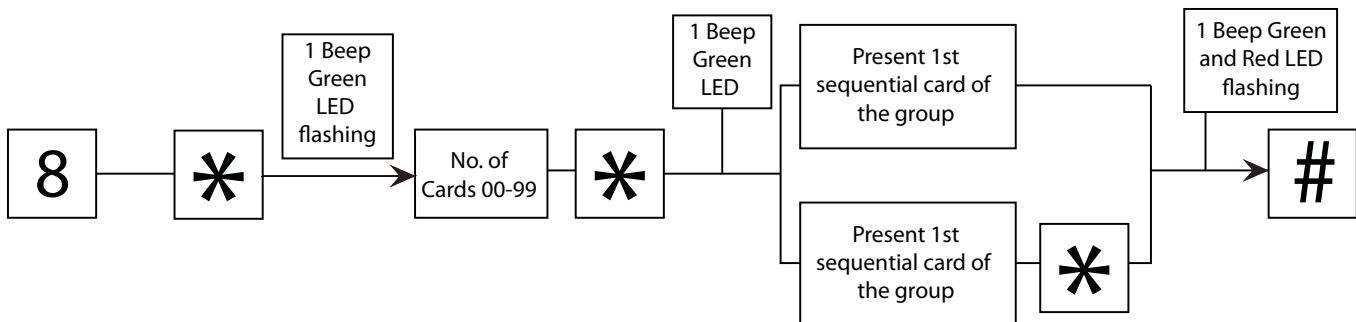 8
*
1 Beep
Green
LED
flashing
No. of
Cards 00-99
*
1 Beep
Green
LED
Present 1st
sequential card of
the group
Present 1st
sequential card of
the group
*
1 Beep Green
and Red LED
flashing
#